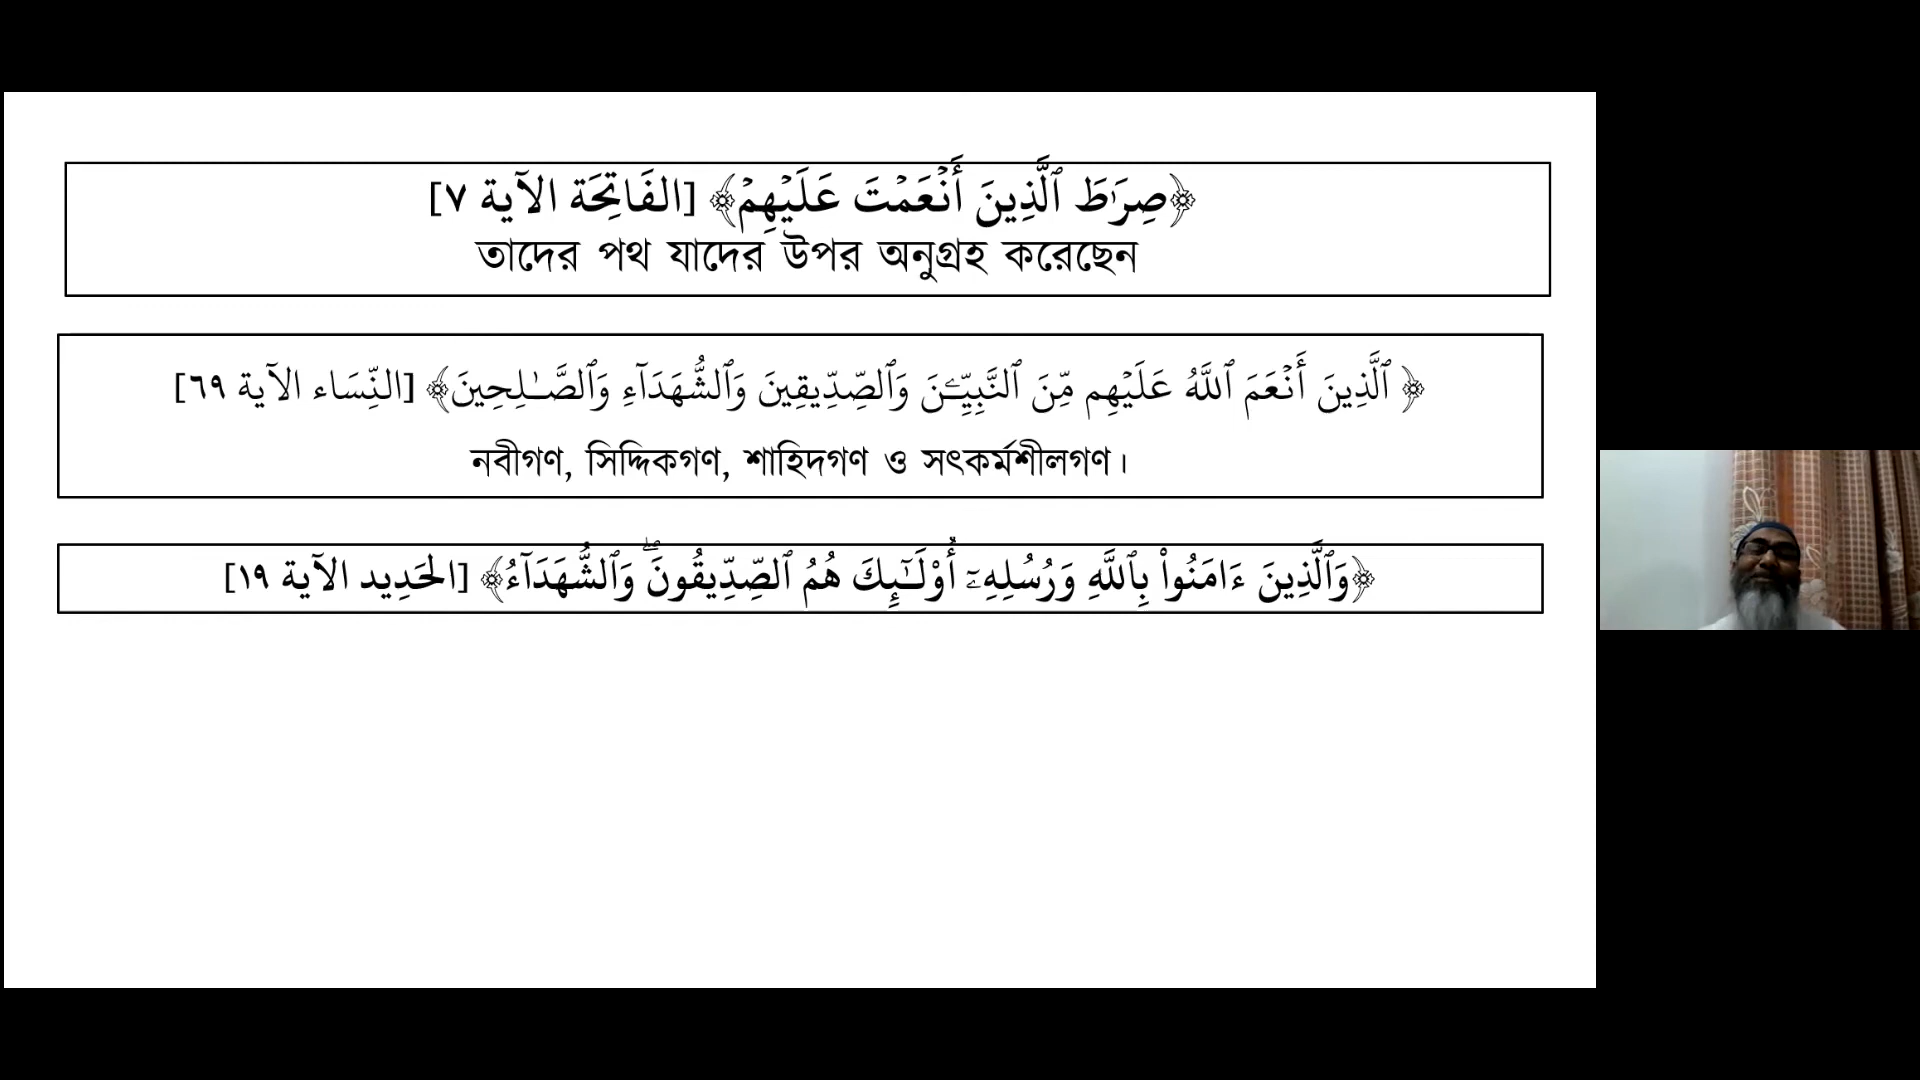 ﴿صِرَٰطَ ٱلَّذِينَ أَنۡعَمۡتَ عَلَيۡهِمۡ﴾ [الفَاتِحَة الآية ٧]
তাদের পথ যাদের উপর অনুগ্রহ করেছেন
﴿ ٱلَّذِينَ أَنۡعَمَ ٱللَّهُ عَلَيۡهِم مِّنَ ٱلنَّبِيِّـۧنَ وَٱلصِّدِّيقِينَ وَٱلشُّهَدَآءِ وَٱلصَّـٰلِحِينَ﴾ [النِّسَاء الآية ٦٩]
নবীগণ, সিদ্দিকগণ, শাহিদগণ ও সৎকর্মশীলগণ।
﴿وَٱلَّذِينَ ءَامَنُواْ بِٱللَّهِ وَرُسُلِهِۦٓ أُوْلَـٰٓئِكَ هُمُ ٱلصِّدِّيقُونَۖ وَٱلشُّهَدَآءُ﴾ [الحَدِيد الآية ١٩]